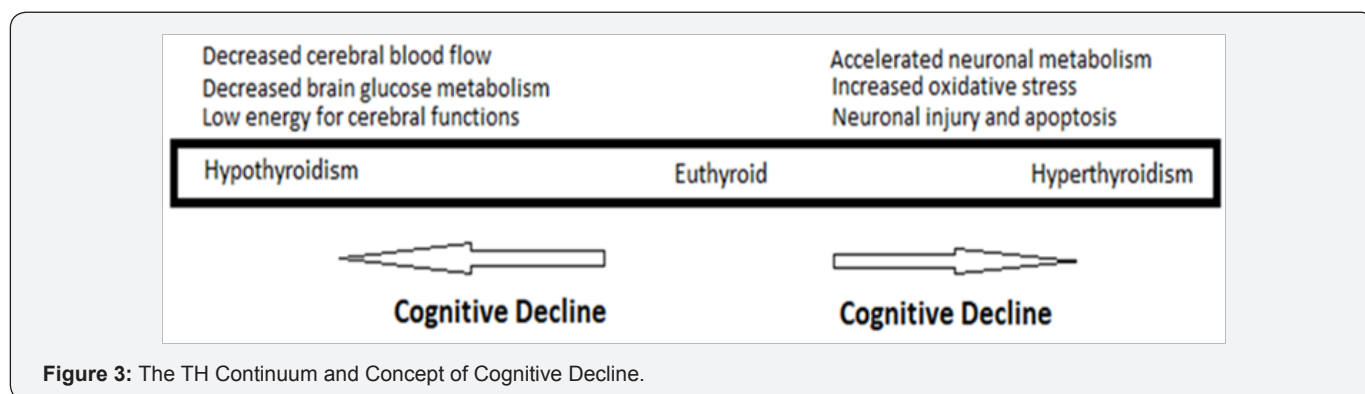 Decreased cerebral blood flow
Decreased brain glucose metabolism
Low energy for cerebral functions
Accelerated neuronal metabolism
Increased oxidative stress
Neuronal injury and apoptosis
Hypothyroidism Euthyroid Hyperthyroidism
Cognitive Decline Cognitive Decline
Figure 3: The TH Continuum and Concept of Cognitive Decline.